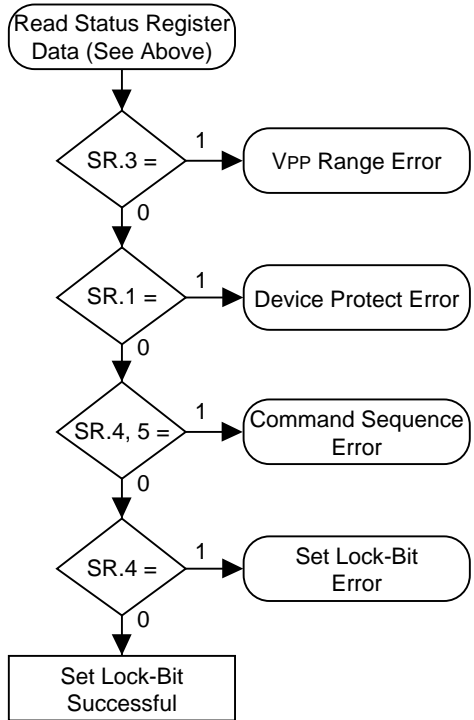 Read Status Register
Data (See Above)
SR.3 =
1
VPP Range Error
0
SR.1 =
1
Device Protect Error
0
SR.4, 5 =
1
Command Sequence
Error
0
SR.4 =
1
Set Lock-Bit
Error
0
Set Lock-Bit
Successful